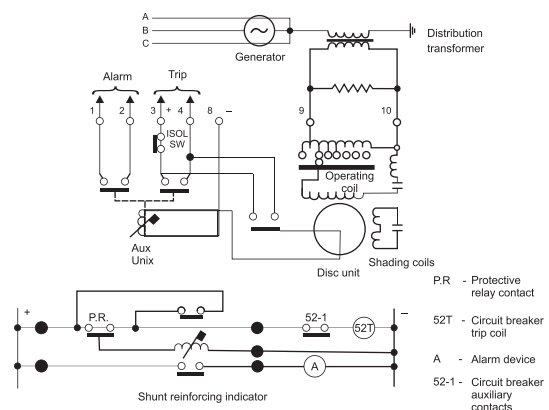 A
B
C
Generator
Distribution
transformer
Alarm
Trip
1
2
3
+
4
8
–
9
10
ISOL
SW
Operating
coil
Aux
Unix
Disc unit
Shading coils
+
P.R.
52-1
52T
–
A
Shunt reinforcing indicator
P.R - Protective
relay contact
52T - Circuit breaker
trip coil
A - Alarm device
52-1 - Circuit breaker
auxiliary
contacts